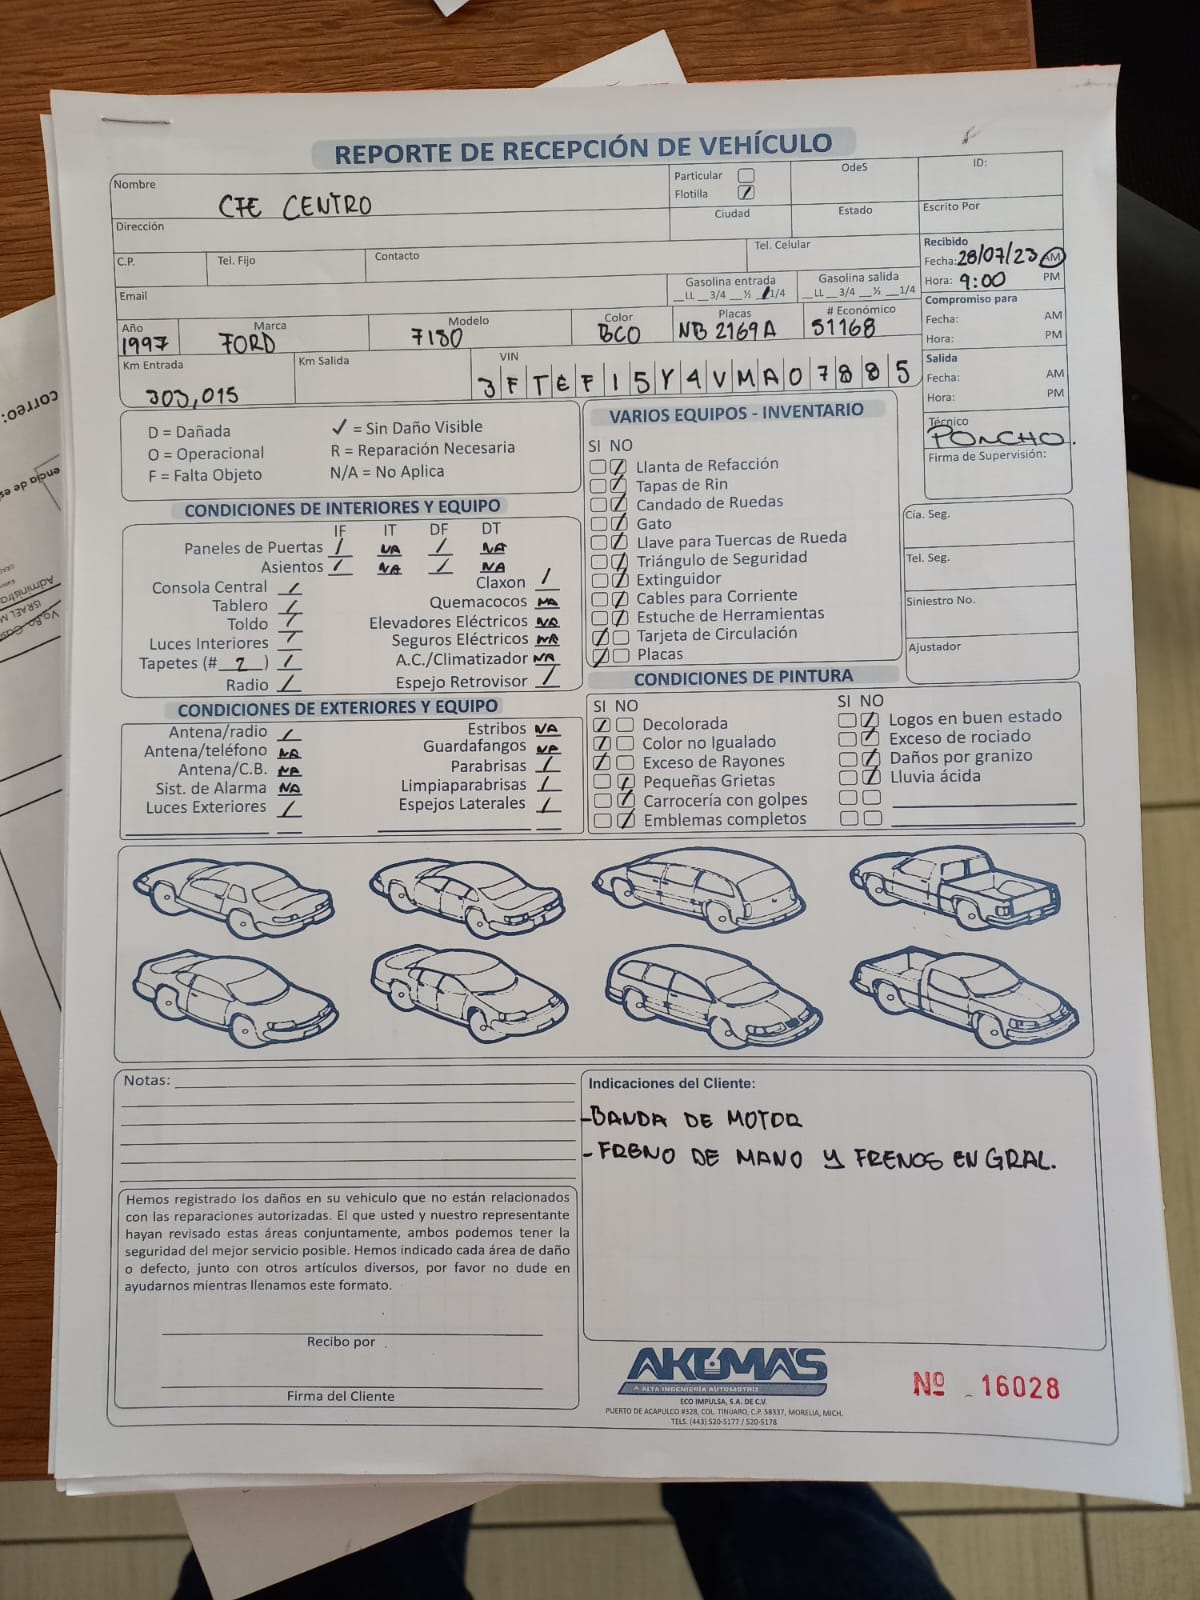 REPORTE DE RECEPCIÓN DE VEHÍCULO
Nombre
CFE CENTRO
Particular
Flotilla
OdeS
ID:
Dirección
Ciudad
Estado
Escrito Por
C.P.
Tel. Fijo
Contacto
Tel. Celular
Recibido
Fecha: 28/07/23 AM
Hora: 9:00 PM
Email
Gasolina entrada
__LL __3/4 __½ __1/4
Gasolina salida
__LL __3/4 __½ __1/4
Compromiso para
Fecha: AM
Hora: PM
Año
1997
Marca
FORD
Modelo
7180
Color
BCO
Placas
NB 2169A
# Económico
51168
Km Entrada
303,015
Km Salida
VIN
3FTEF15Y4VMA07885
Salida
Fecha: AM
Hora: PM
Técnico
PONCHO.
Firma de Supervisión:
D = Dañada
O = Operacional
F = Falta Objeto
✓ = Sin Daño Visible
R = Reparación Necesaria
N/A = No Aplica
CONDICIONES DE INTERIORES Y EQUIPO
IF IT DF DT
Paneles de Puertas / NA / NA
Asientos / NA / NA
Consola Central /
Tablero /
Toldo /
Luces Interiores /
Tapetes (# 2 ) /
Radio /
Claxon /
Quemacocos NA
Elevadores Eléctricos NA
Seguros Eléctricos NA
A.C./Climatizador NA
Espejo Retrovisor /
VARIOS EQUIPOS - INVENTARIO
SI NO
Llanta de Refacción
Tapas de Rin
Candado de Ruedas
Gato
Llave para Tuercas de Rueda
Triángulo de Seguridad
Extinguidor
Cables para Corriente
Estuche de Herramientas
Tarjeta de Circulación
Placas
Cía. Seg.
Tel. Seg.
Siniestro No.
Ajustador
CONDICIONES DE EXTERIORES Y EQUIPO
Antena/radio /
Antena/teléfono NA
Antena/C.B. NA
Sist. de Alarma NA
Luces Exteriores /
Estribos NA
Guardafangos NA
Parabrisas /
Limpiaparabrisas /
Espejos Laterales /
CONDICIONES DE PINTURA
SI NO
Decolorada
Color no Igualado
Exceso de Rayones
Pequeñas Grietas
Carrocería con golpes
Emblemas completos
SI NO
Logos en buen estado
Exceso de rociado
Daños por granizo
Lluvia ácida
Notas:
Indicaciones del Cliente:
-BANDA DE MOTOR
-FRENO DE MANO Y FRENOS EN GRAL.
Hemos registrado los daños en su vehiculo que no están relacionados
con las reparaciones autorizadas. El que usted y nuestro representante
hayan revisado estas áreas conjuntamente, ambos podemos tener la
seguridad del mejor servicio posible. Hemos indicado cada área de daño
o defecto, junto con otros artículos diversos, por favor no dude en
ayudarnos mientras llenamos este formato.
Recibo por
Firma del Cliente
AKUMA'S
A ALTA INGENIERÍA AUTOMOTRIZ
ECO IMPULSA, S.A. DE C.V.
PUERTO DE ACAPULCO #328, COL. TINIJARO, C.P. 58337, MORELIA, MICH.
TELS. (443) 520-5177 / 520-5178
Nº 16028
correo: